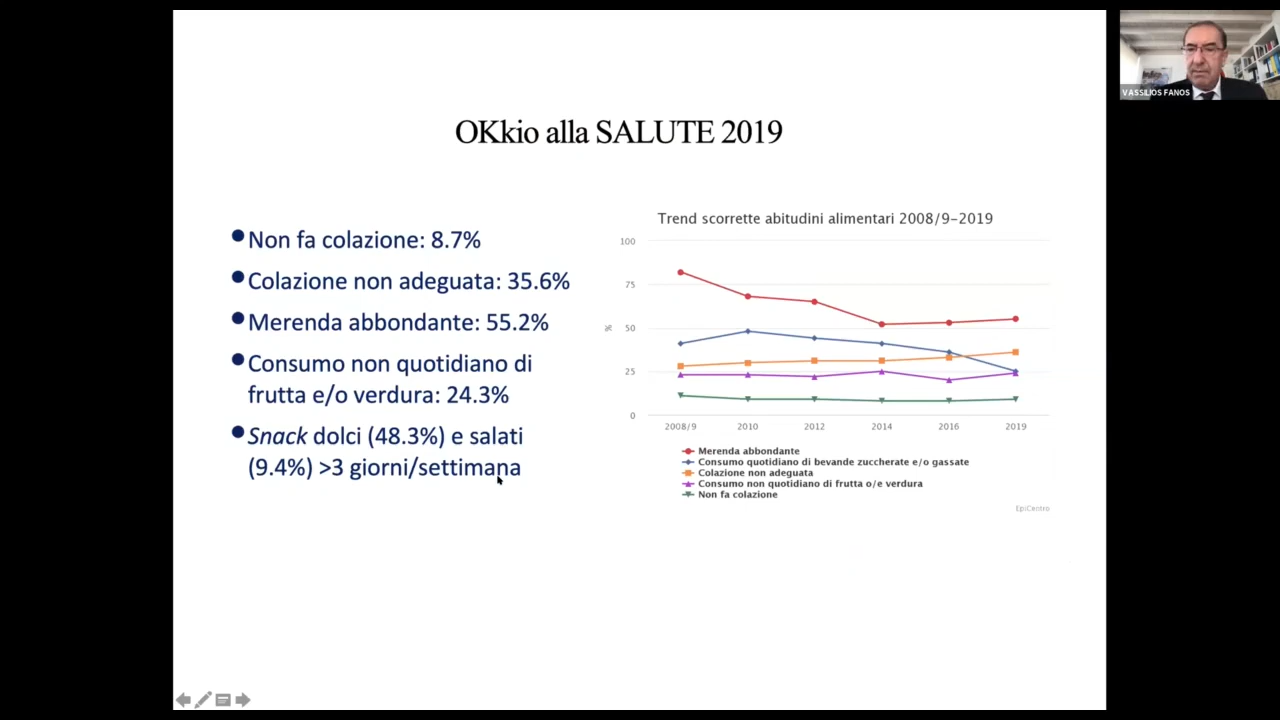 VASSILIOS FANOS
OKkio alla SALUTE 2019
Non fa colazione: 8.7%
Colazione non adeguata: 35.6%
Merenda abbondante: 55.2%
Consumo non quotidiano di
frutta e/o verdura: 24.3%
Snack dolci (48.3%) e salati
(9.4%) >3 giorni/settimana
Trend scorrette abitudini alimentari 2008/9-2019
100
75
50
25
0
%
2008/9 2010 2012 2014 2016 2019
Merenda abbondante
Consumo quotidiano di bevande zuccherate e/o gassate
Colazione non adeguata
Consumo non quotidiano di frutta o/e verdura
Non fa colazione
EpiCentro